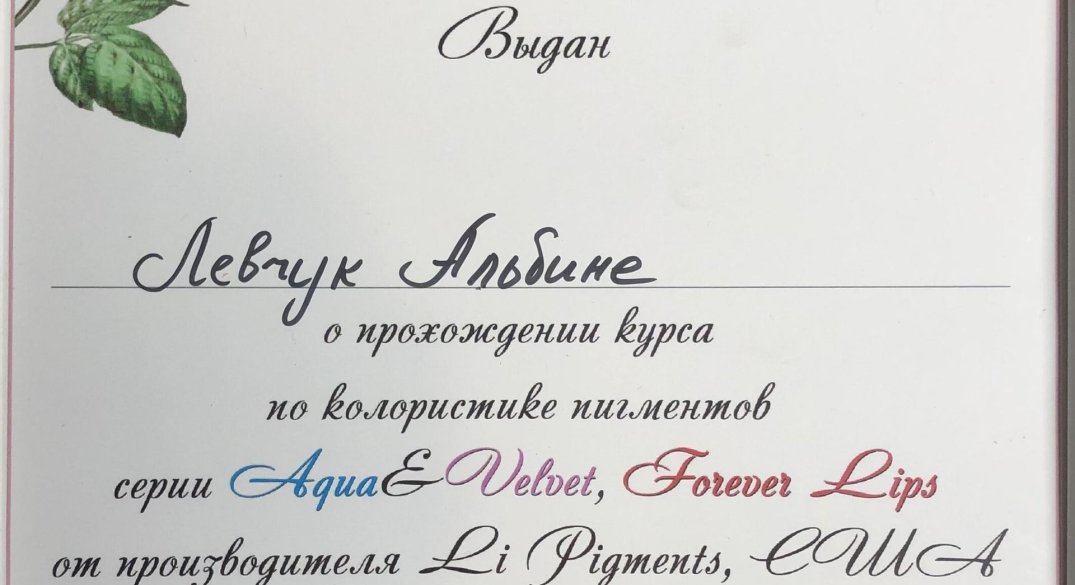 Выдан
Левчук Альбине
о прохождении курса
по колористике пигментов
серии Aqua&Velvet, Forever Lips
от производителя Li Pigments, США